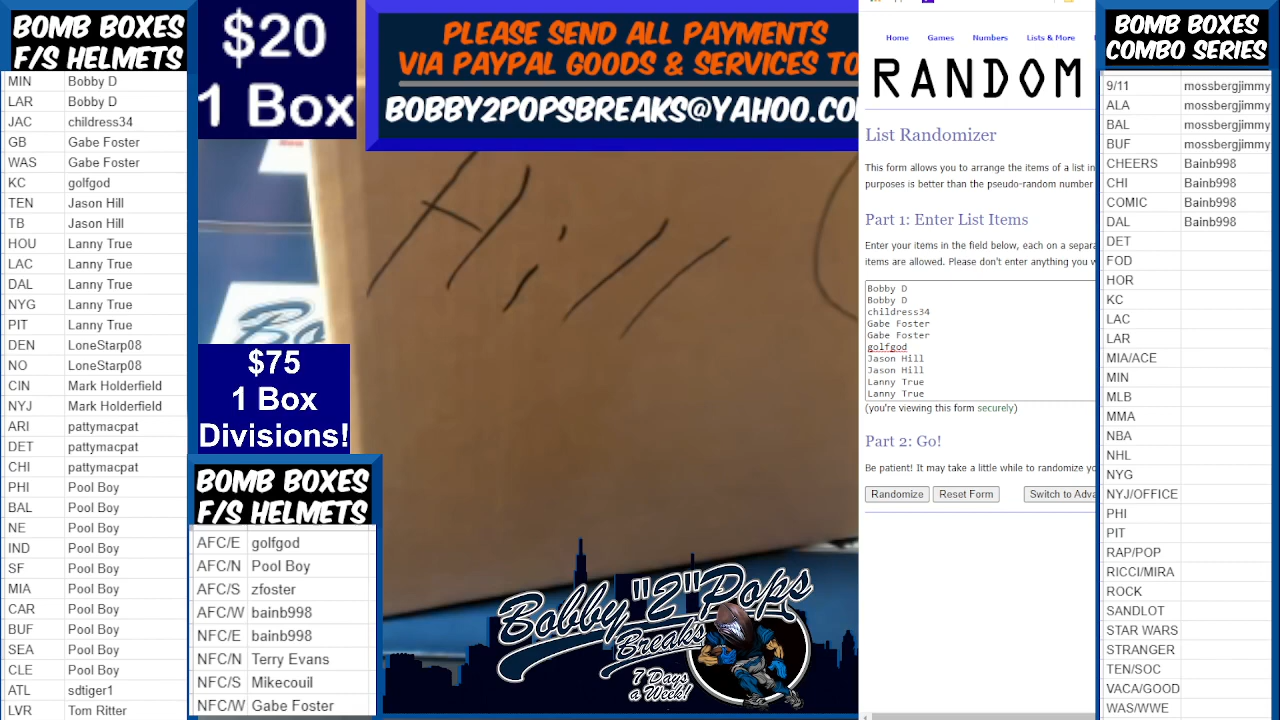 BOMB BOXES
F/S HELMETS
MIN Bobby D
LAR Bobby D
JAC childress34
GB Gabe Foster
WAS Gabe Foster
KC golfgod
TEN Jason Hill
TB Jason Hill
HOU Lanny True
LAC Lanny True
DAL Lanny True
NYG Lanny True
PIT Lanny True
DEN LoneStarp08
NO LoneStarp08
CIN Mark Holderfield
NYJ Mark Holderfield
ARI pattymacpat
DET pattymacpat
CHI pattymacpat
PHI Pool Boy
BAL Pool Boy
NE Pool Boy
IND Pool Boy
SF Pool Boy
MIA Pool Boy
CAR Pool Boy
BUF Pool Boy
SEA Pool Boy
CLE Pool Boy
ATL sdtiger1
LVR Tom Ritter
$20
1 Box
PLEASE SEND ALL PAYMENTS
VIA PAYPAL GOODS & SERVICES TO
BOBBY2POPSBREAKS@YAHOO.CO
Hill
$75
1 Box
Divisions!
BOMB BOXES
F/S HELMETS
AFC/E golfgod
AFC/N Pool Boy
AFC/S zfoster
AFC/W bainb998
NFC/E bainb998
NFC/N Terry Evans
NFC/S Mikecouil
NFC/W Gabe Foster
Bobby "2" Pops
Breaks
7 Days
a Week!
Home Games Numbers Lists & More
RANDOM
List Randomizer
This form allows you to arrange the items of a list in
purposes is better than the pseudo-random number
Part 1: Enter List Items
Enter your items in the field below, each on a separa
items are allowed. Please don't enter anything you w
Bobby D
Bobby D
childress34
Gabe Foster
Gabe Foster
golfgod
Jason Hill
Jason Hill
Lanny True
Lanny True
(you're viewing this form securely)
Part 2: Go!
Be patient! It may take a little while to randomize yo
Randomize Reset Form Switch to Adva
BOMB BOXES
COMBO SERIES
9/11 mossbergjimmy
ALA mossbergjimmy
BAL mossbergjimmy
BUF mossbergjimmy
CHEERS Bainb998
CHI Bainb998
COMIC Bainb998
DAL Bainb998
DET
FOD
HOR
KC
LAC
LAR
MIA/ACE
MIN
MLB
MMA
NBA
NHL
NYG
NYJ/OFFICE
PHI
PIT
RAP/POP
RICCI/MIRA
ROCK
SANDLOT
STAR WARS
STRANGER
TEN/SOC
VACA/GOOD
WAS/WWE